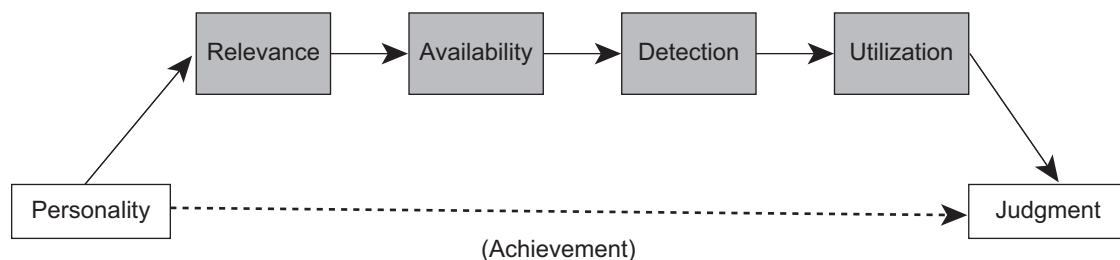 Relevance Availability Detection Utilization
Personality Judgment
(Achievement)